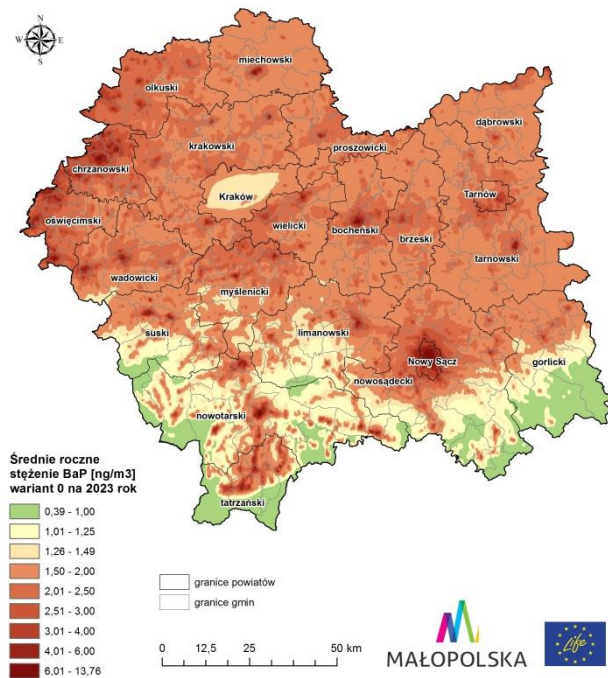 N
W
E
S
miechowski
olkuski
dąbrowski
krakowski
proszowicki
chrzanowski
Tarnów
Kraków
oświęcimski
wielicki
bocheński
brzeski
tarnowski
wadowicki
myślenicki
suski
limanowski
Nowy Sącz
gorlicki
nowosądecki
nowotarski
tatrzański
Średnie roczne
stężenie BaP [ng/m3]
wariant 0 na 2023 rok
0,39 - 1,00
1,01 - 1,25
1,26 - 1,49
1,50 - 2,00
2,01 - 2,50
2,51 - 3,00
3,01 - 4,00
4,01 - 6,00
6,01 - 13,76
granice powiatów
granice gmin
0 12,5 25 50 km
MAŁOPOLSKA
Life